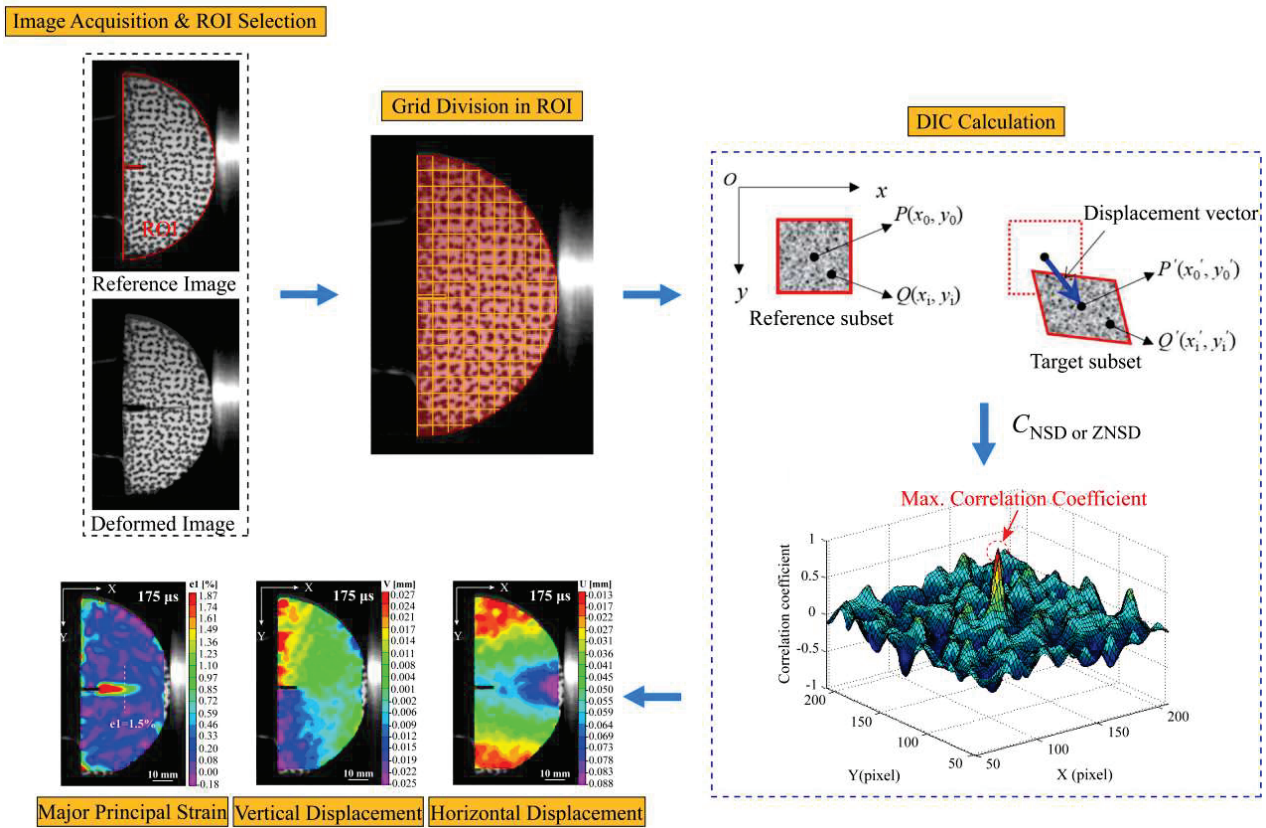 Image Acquisition & ROI Selection
ROI
Reference Image
Deformed Image
Grid Division in ROI
DIC Calculation
O
x
y
P(x₀, y₀)
Q(xᵢ, yᵢ)
Reference subset
Displacement vector
P′(x₀′, y₀′)
Q′(xᵢ′, yᵢ′)
Target subset
C NSD or ZNSD
Max. Correlation Coefficient
Correlation coefficient
1
0.5
0
-0.5
-1
200
150
100
50
Y(pixel)
50
100
150
200
X (pixel)
X
Y
175 μs
e1 [%]
1.87
1.74
1.61
1.49
1.36
1.23
1.10
0.97
0.85
0.72
0.59
0.46
0.33
0.20
0.08
0.00
-0.18
e1=1.5%
10 mm
Major Principal Strain
X
Y
175 μs
V [mm]
0.027
0.024
0.021
0.017
0.014
0.011
0.008
0.004
0.001
0.002
0.006
0.009
0.012
0.015
0.019
0.022
0.025
10 mm
Vertical Displacement
X
Y
175 μs
U [mm]
-0.013
-0.017
-0.022
-0.027
-0.031
-0.036
-0.041
-0.045
-0.050
-0.055
-0.059
-0.064
-0.069
-0.073
-0.078
-0.083
-0.088
10 mm
Horizontal Displacement